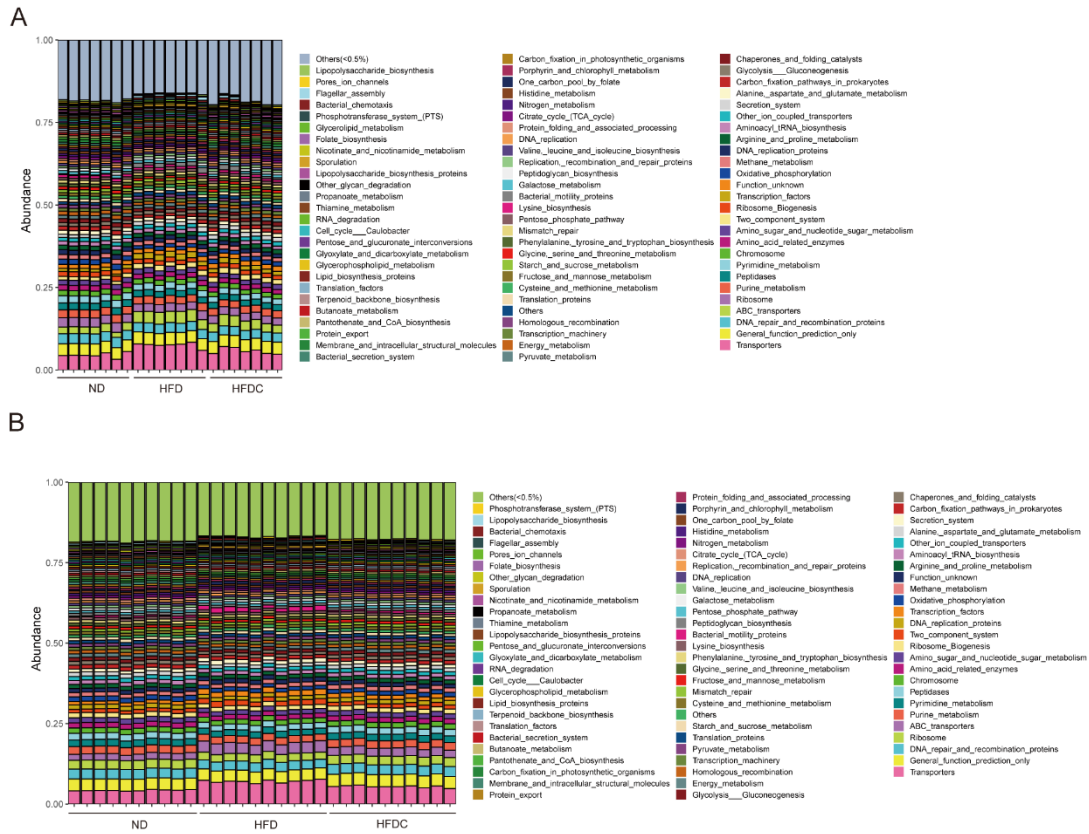 A
1.00
0.75
0.50
0.25
0.00
Abundance
ND
HFD
HFDC
Others(<0.5%)
Lipopolysaccharide_biosynthesis
Pores_ion_channels
Flagellar_assembly
Bacterial_chemotaxis
Phosphotransferase_system_(PTS)
Glycerolipid_metabolism
Folate_biosynthesis
Nicotinate_and_nicotinamide_metabolism
Sporulation
Lipopolysaccharide_biosynthesis_proteins
Other_glycan_degradation
Propanoate_metabolism
Thiamine_metabolism
RNA_degradation
Cell_cycle___Caulobacter
Pentose_and_glucuronate_interconversions
Glyoxylate_and_dicarboxylate_metabolism
Glycerophospholipid_metabolism
Lipid_biosynthesis_proteins
Translation_factors
Terpenoid_backbone_biosynthesis
Butanoate_metabolism
Pantothenate_and_CoA_biosynthesis
Protein_export
Membrane_and_intracellular_structural_molecules
Bacterial_secretion_system
Carbon_fixation_in_photosynthetic_organisms
Porphyrin_and_chlorophyll_metabolism
One_carbon_pool_by_folate
Histidine_metabolism
Nitrogen_metabolism
Citrate_cycle_(TCA_cycle)
Protein_folding_and_associated_processing
DNA_replication
Valine,_leucine_and_isoleucine_biosynthesis
Replication,_recombination_and_repair_proteins
Peptidoglycan_biosynthesis
Galactose_metabolism
Bacterial_motility_proteins
Lysine_biosynthesis
Pentose_phosphate_pathway
Mismatch_repair
Phenylalanine,_tyrosine_and_tryptophan_biosynthesis
Glycine,_serine_and_threonine_metabolism
Starch_and_sucrose_metabolism
Fructose_and_mannose_metabolism
Cysteine_and_methionine_metabolism
Translation_proteins
Others
Homologous_recombination
Transcription_machinery
Energy_metabolism
Pyruvate_metabolism
Chaperones_and_folding_catalysts
Glycolysis___Gluconeogenesis
Carbon_fixation_pathways_in_prokaryotes
Alanine,_aspartate_and_glutamate_metabolism
Secretion_system
Other_ion_coupled_transporters
Aminoacyl_tRNA_biosynthesis
Arginine_and_proline_metabolism
DNA_replication_proteins
Methane_metabolism
Oxidative_phosphorylation
Function_unknown
Transcription_factors
Ribosome_Biogenesis
Two_component_system
Amino_sugar_and_nucleotide_sugar_metabolism
Amino_acid_related_enzymes
Chromosome
Pyrimidine_metabolism
Peptidases
Purine_metabolism
Ribosome
ABC_transporters
DNA_repair_and_recombination_proteins
General_function_prediction_only
Transporters
B
1.00
0.75
0.50
0.25
0.00
Abundance
ND
HFD
HFDC
Others(<0.5%)
Phosphotransferase_system_(PTS)
Lipopolysaccharide_biosynthesis
Bacterial_chemotaxis
Flagellar_assembly
Pores_ion_channels
Folate_biosynthesis
Other_glycan_degradation
Sporulation
Nicotinate_and_nicotinamide_metabolism
Propanoate_metabolism
Thiamine_metabolism
Lipopolysaccharide_biosynthesis_proteins
Pentose_and_glucuronate_interconversions
Glyoxylate_and_dicarboxylate_metabolism
RNA_degradation
Cell_cycle___Caulobacter
Glycerophospholipid_metabolism
Lipid_biosynthesis_proteins
Terpenoid_backbone_biosynthesis
Translation_factors
Bacterial_secretion_system
Butanoate_metabolism
Pantothenate_and_CoA_biosynthesis
Carbon_fixation_in_photosynthetic_organisms
Membrane_and_intracellular_structural_molecules
Protein_export
Protein_folding_and_associated_processing
Porphyrin_and_chlorophyll_metabolism
One_carbon_pool_by_folate
Histidine_metabolism
Nitrogen_metabolism
Citrate_cycle_(TCA_cycle)
Replication,_recombination_and_repair_proteins
DNA_replication
Valine,_leucine_and_isoleucine_biosynthesis
Galactose_metabolism
Pentose_phosphate_pathway
Peptidoglycan_biosynthesis
Bacterial_motility_proteins
Lysine_biosynthesis
Phenylalanine,_tyrosine_and_tryptophan_biosynthesis
Glycine,_serine_and_threonine_metabolism
Fructose_and_mannose_metabolism
Mismatch_repair
Cysteine_and_methionine_metabolism
Others
Starch_and_sucrose_metabolism
Translation_proteins
Pyruvate_metabolism
Transcription_machinery
Homologous_recombination
Energy_metabolism
Glycolysis___Gluconeogenesis
Chaperones_and_folding_catalysts
Carbon_fixation_pathways_in_prokaryotes
Secretion_system
Alanine,_aspartate_and_glutamate_metabolism
Other_ion_coupled_transporters
Aminoacyl_tRNA_biosynthesis
Arginine_and_proline_metabolism
Function_unknown
Methane_metabolism
Oxidative_phosphorylation
Transcription_factors
DNA_replication_proteins
Two_component_system
Ribosome_Biogenesis
Amino_sugar_and_nucleotide_sugar_metabolism
Amino_acid_related_enzymes
Chromosome
Peptidases
Pyrimidine_metabolism
Purine_metabolism
ABC_transporters
Ribosome
DNA_repair_and_recombination_proteins
General_function_prediction_only
Transporters